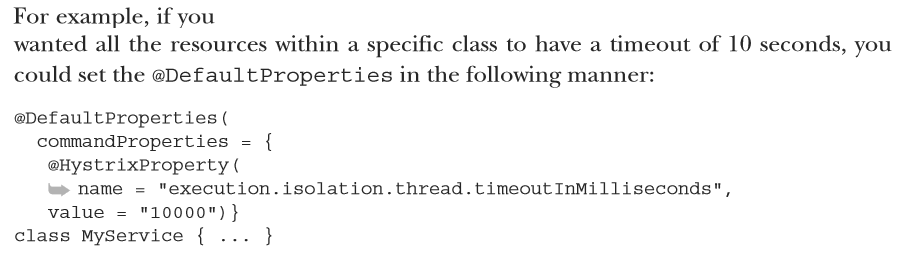 For example, if you
wanted all the resources within a specific class to have a timeout of 10 seconds, you
could set the @DefaultProperties in the following manner:
@DefaultProperties(
commandProperties = {
@HystrixProperty(
name = "execution.isolation.thread.timeoutInMilliseconds",
value = "10000")}
class MyService { ... }